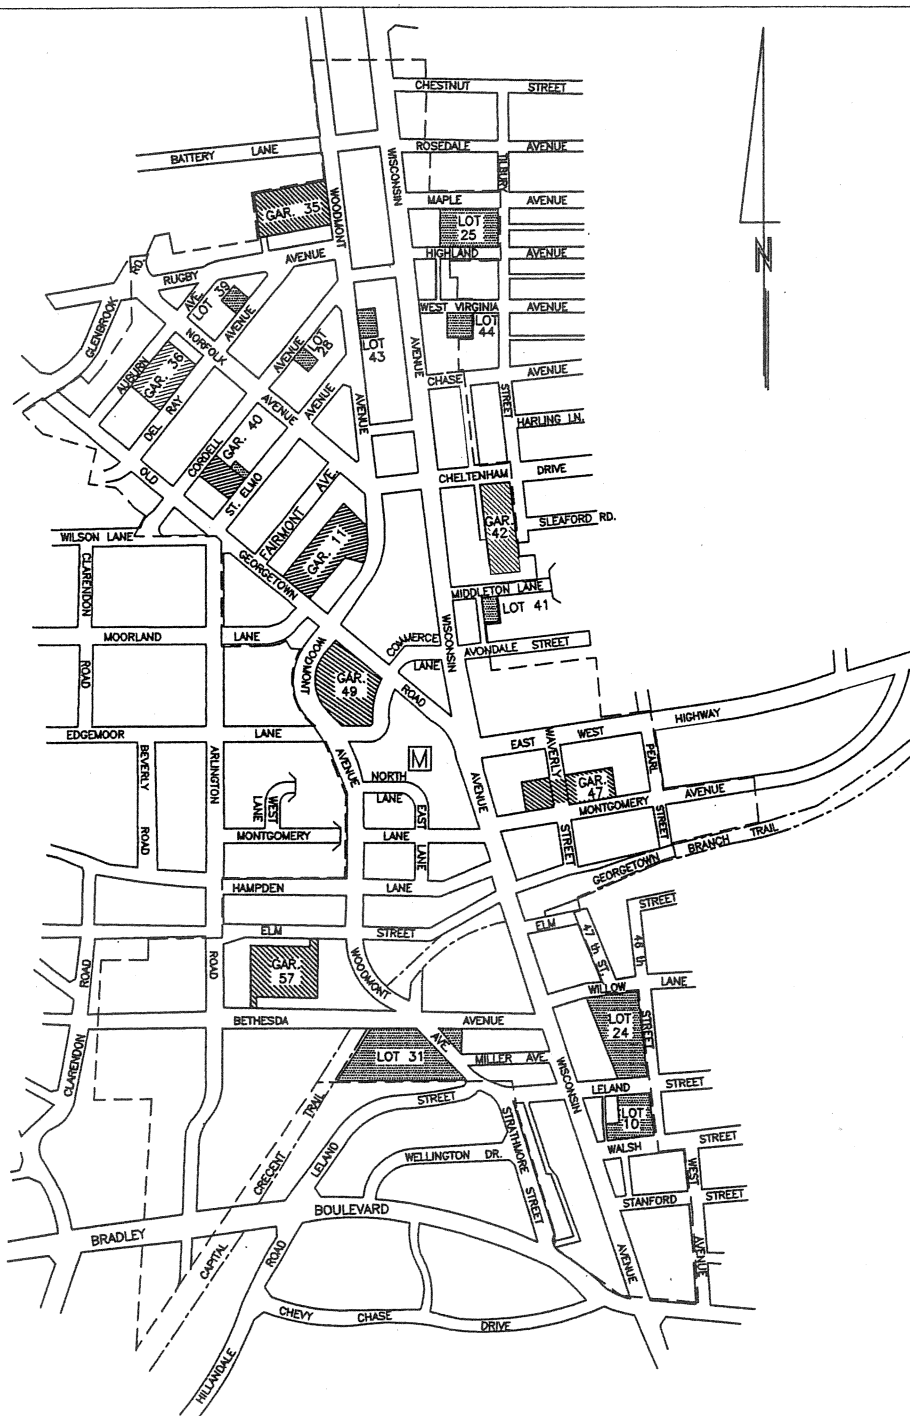 CHESTNUT STREET
ROSEDALE AVENUE
BATTERY LANE
WISCONSIN
TILBURY
WOODMONT
GAR. 35
MAPLE AVENUE
LOT
25
HIGHLAND AVENUE
N
RUGBY AVENUE
RD.
GLENBROOK
AVE.
LOT 39
AVENUE
WEST VIRGINIA AVENUE
LOT
44
LOT
43
NORFOLK
AVENUE
LOT
28
AVENUE
AUBURN
GAR. 36
CHASE AVENUE
STREET
HARLING LN.
DEL RAY
AVENUE
AVENUE
AVENUE
GAR. 40
CORDELL
OLD
ST. ELMO
CHELTENHAM DRIVE
FAIRMONT AVE.
GAR.
42
SLEAFORD RD.
WILSON LANE
GEORGETOWN
GAR. 11
CLARENDON
MIDDLETON LANE
LOT 41
MOORLAND LANE
WOODMONT
COMMERCE
LANE
WISCONSIN
AVONDALE STREET
ROAD
GAR.
49
ROAD
EDGEMOOR LANE
EAST WEST HIGHWAY
WAVERLY
PEARL
BEVERLY
ARLINGTON
AVENUE
M
NORTH
LANE
AVENUE
GAR.
47
MONTGOMERY AVENUE
WEST
LANE
EAST
LANE
ROAD
MONTGOMERY LANE
STREET
STREET
GEORGETOWN BRANCH TRAIL
HAMPDEN LANE
STREET
ELM STREET
ELM
47 th ST.
46 th
ROAD
ROAD
WOODMONT
GAR.
57
WILLOW LANE
LOT
24
STREET
BETHESDA AVENUE
AVE.
LOT 31
MILLER AVE.
CLARENDON
WISCONSIN
LELAND STREET
LOT
10
TRAIL
STREET
LELAND
STRATHMORE
STREET
WALSH STREET
CRECENT
WELLINGTON DR.
WEST
STANFORD STREET
BOULEVARD
BRADLEY
CAPITAL
ROAD
AVENUE
AVENUE
CHEVY CHASE DRIVE
HILLANDALE